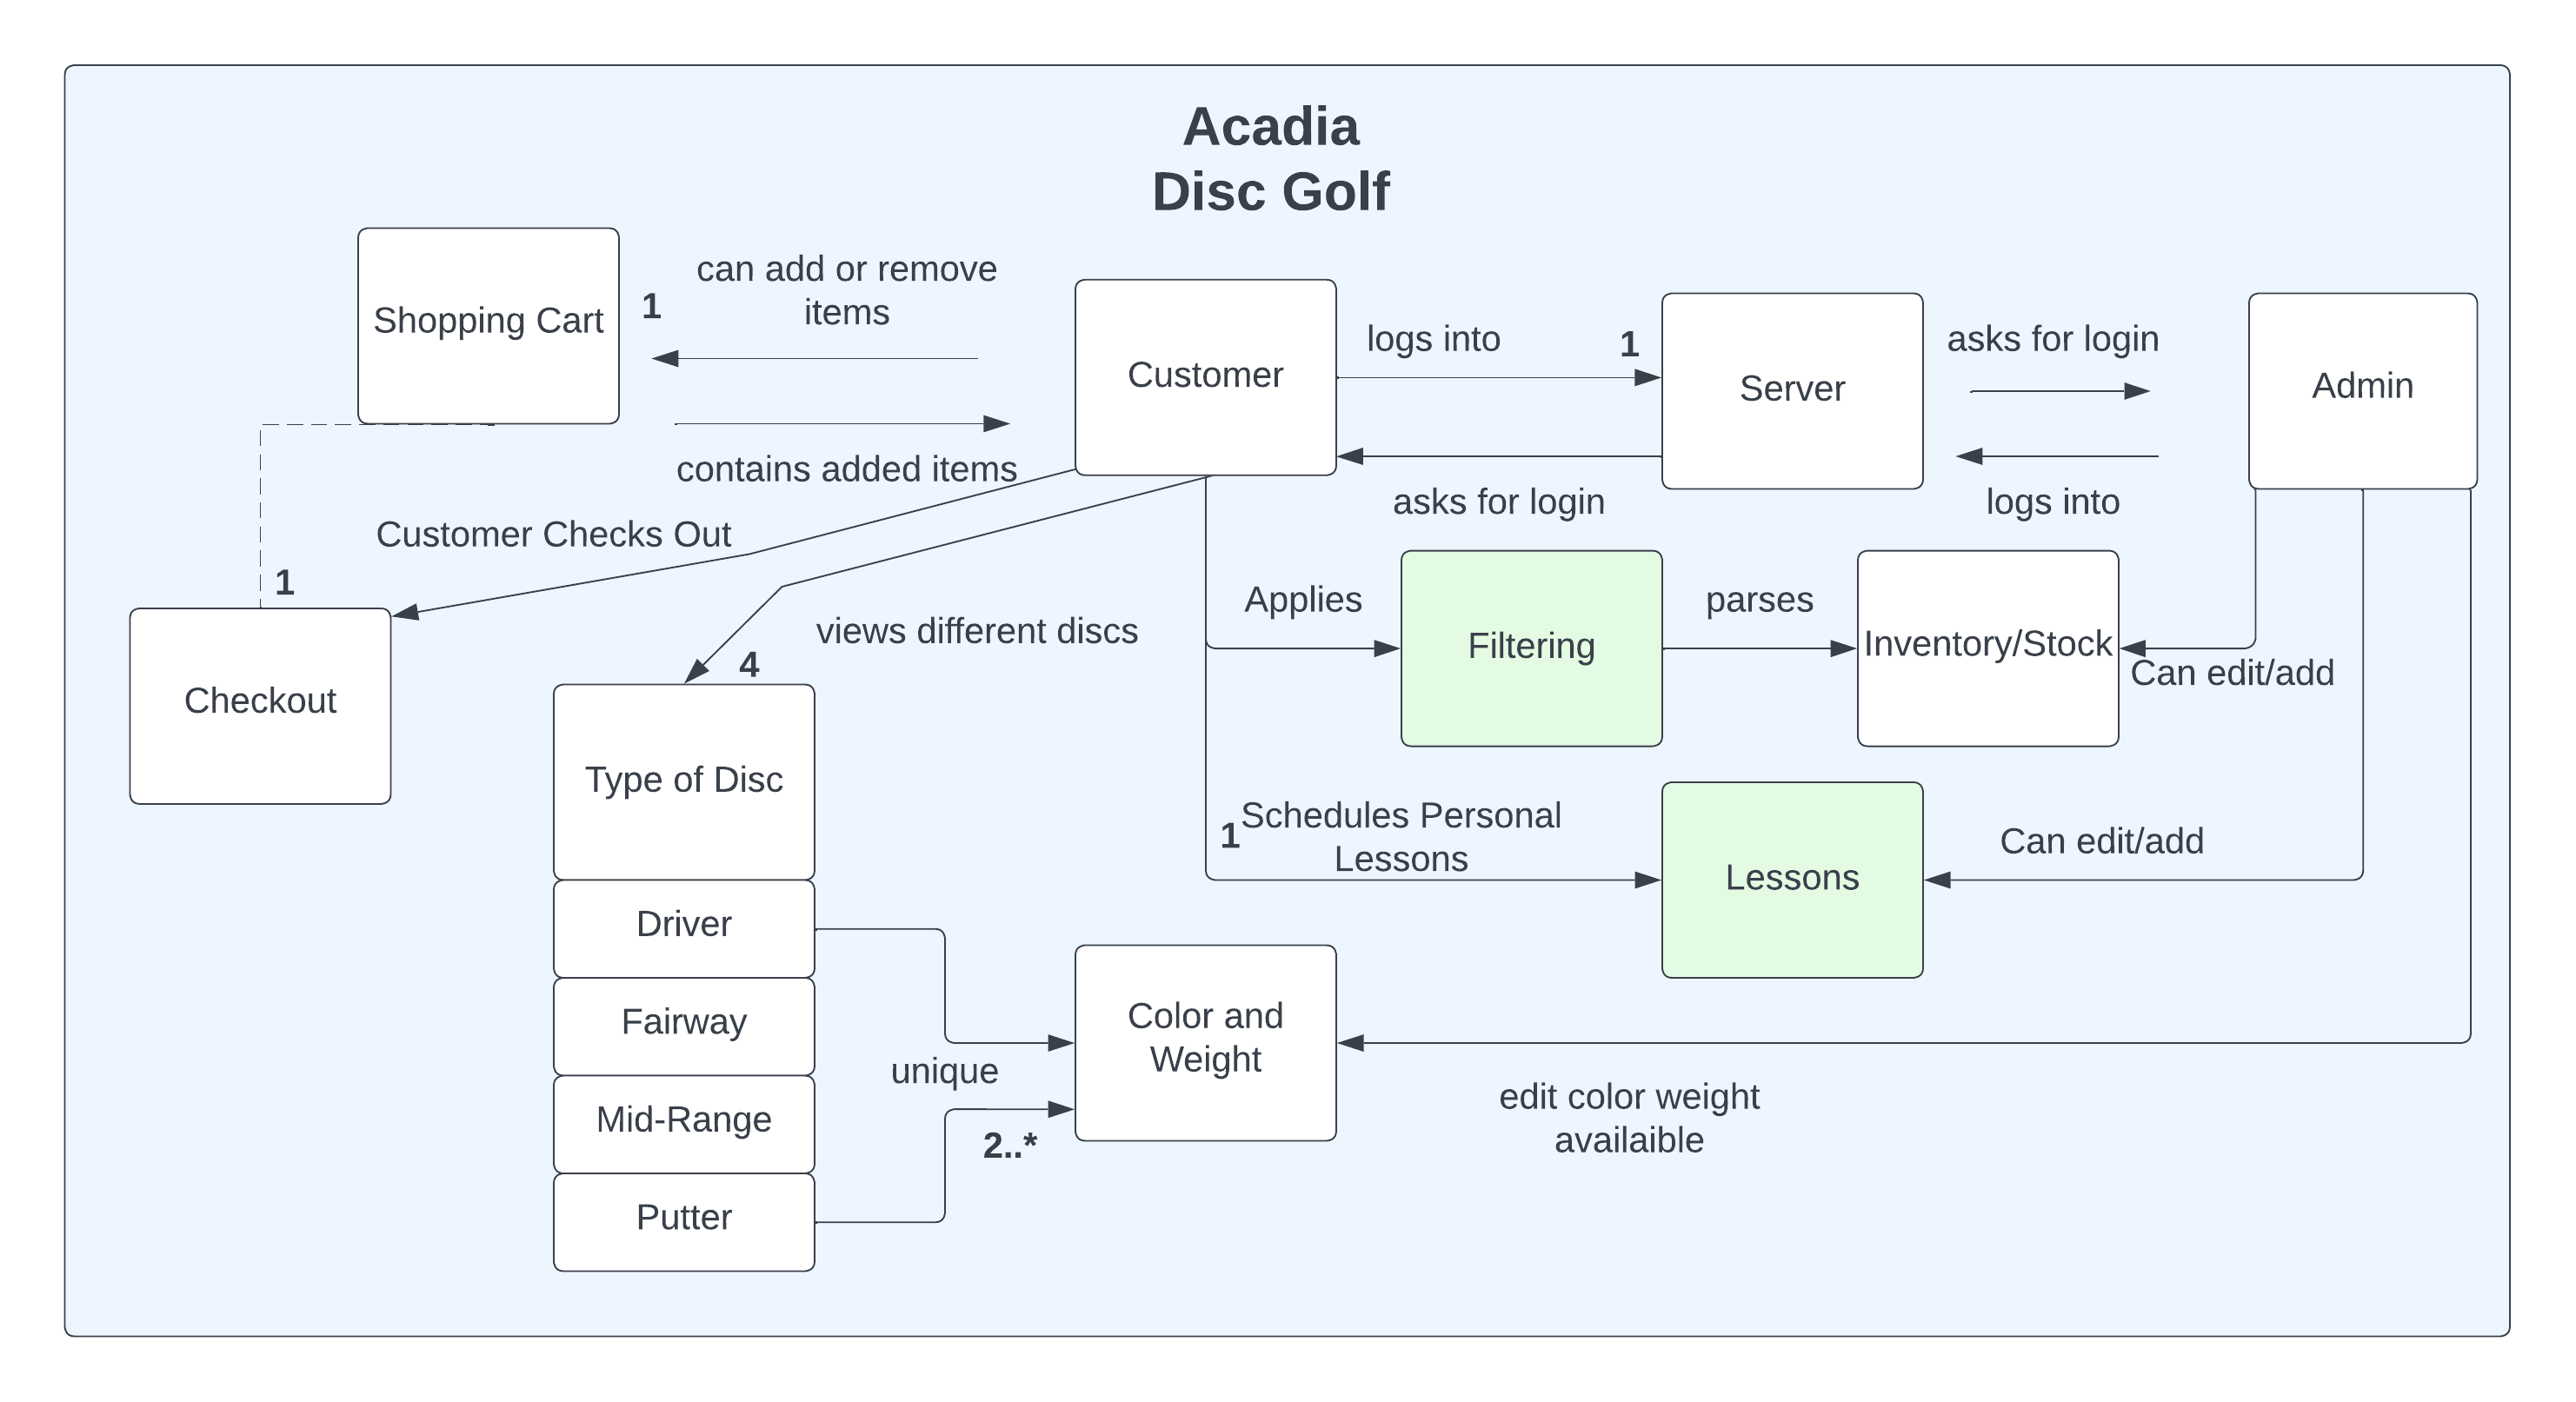 Acadia
Disc Golf
Shopping Cart
1
can add or remove
items
contains added items
Customer
logs into
1
asks for login
Server
asks for login
logs into
Admin
Customer Checks Out
1
Checkout
views different discs
4
Type of Disc
Driver
Fairway
Mid-Range
Putter
Applies
Filtering
parses
Inventory/Stock
Can edit/add
1
Schedules Personal
Lessons
Lessons
Can edit/add
unique
2..*
Color and
Weight
edit color weight
availaible